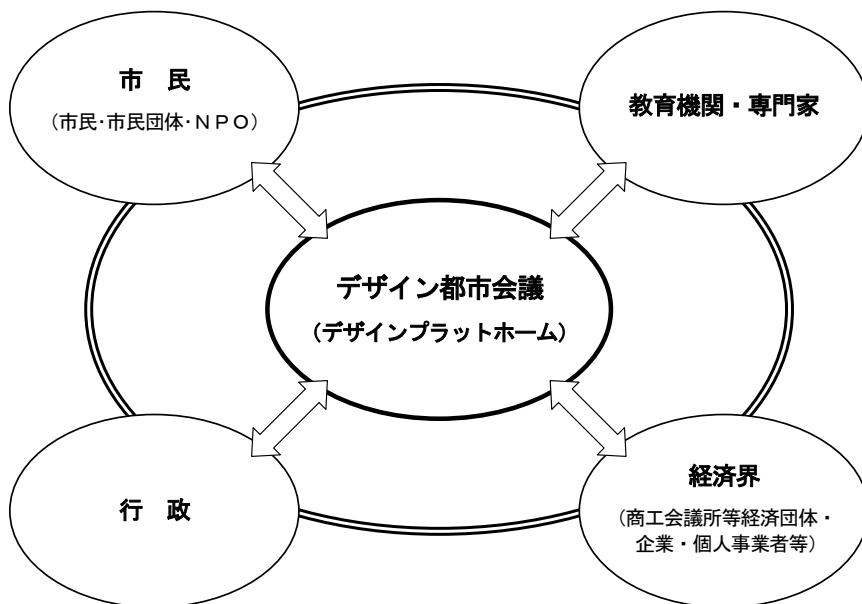 市　民
（市民･市民団体･ＮＰＯ）
教育機関・専門家
デザイン都市会議
（デザインプラットホーム）
行　政
経済界
（商工会議所等経済団体・
企業・個人事業者等）